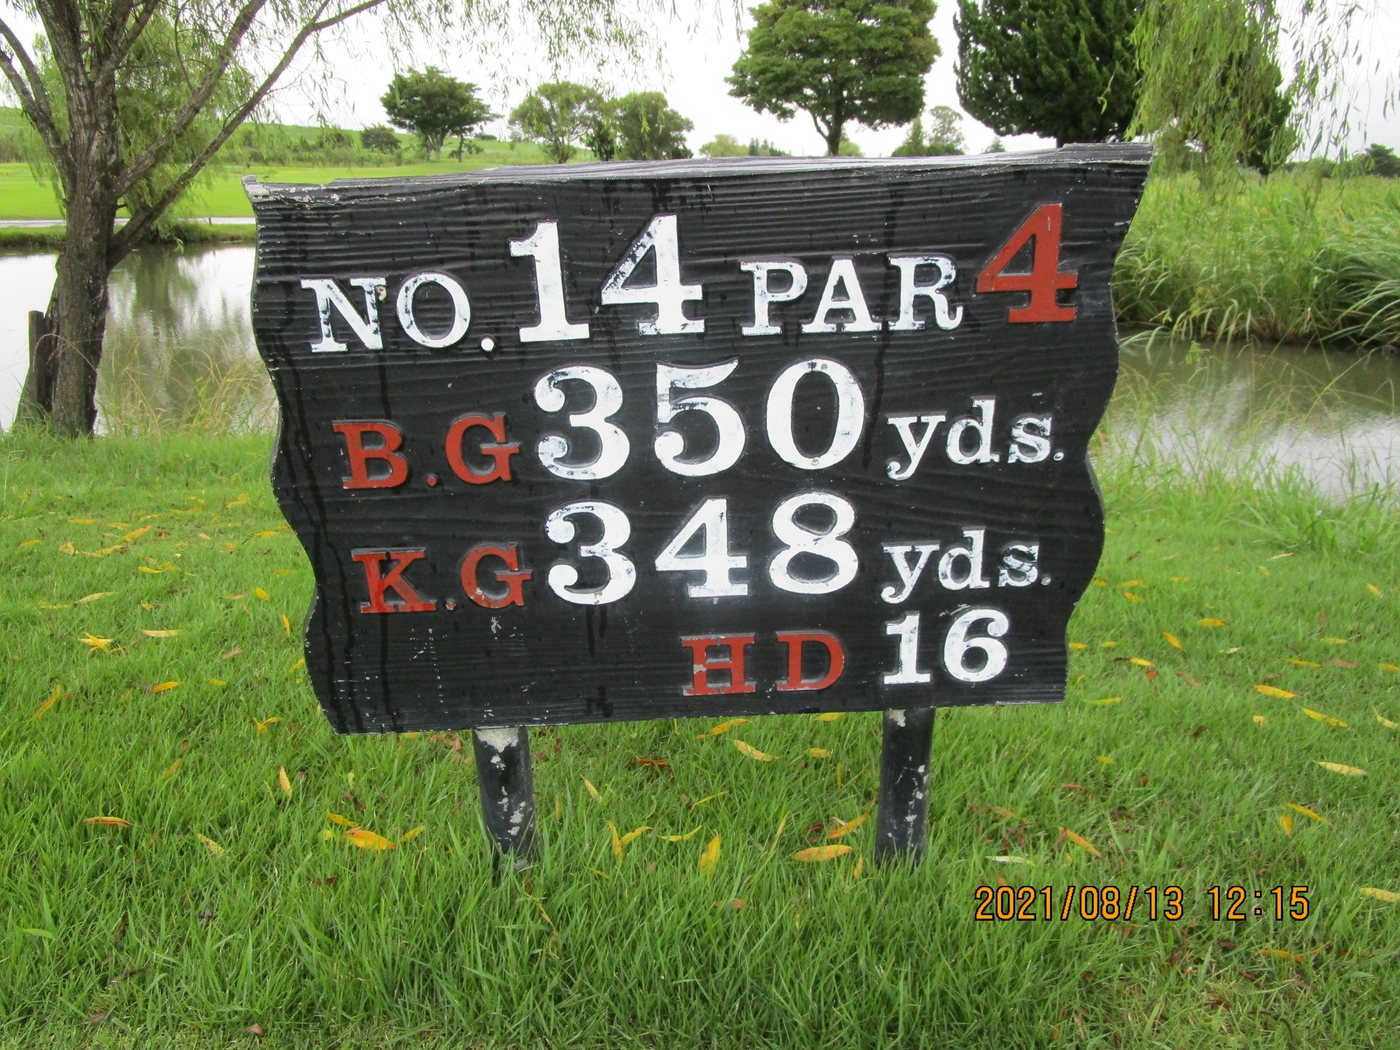 NO.14 PAR 4
B.G 350 yds.
K.G 348 yds.
HD 16
2021/08/13 12:15